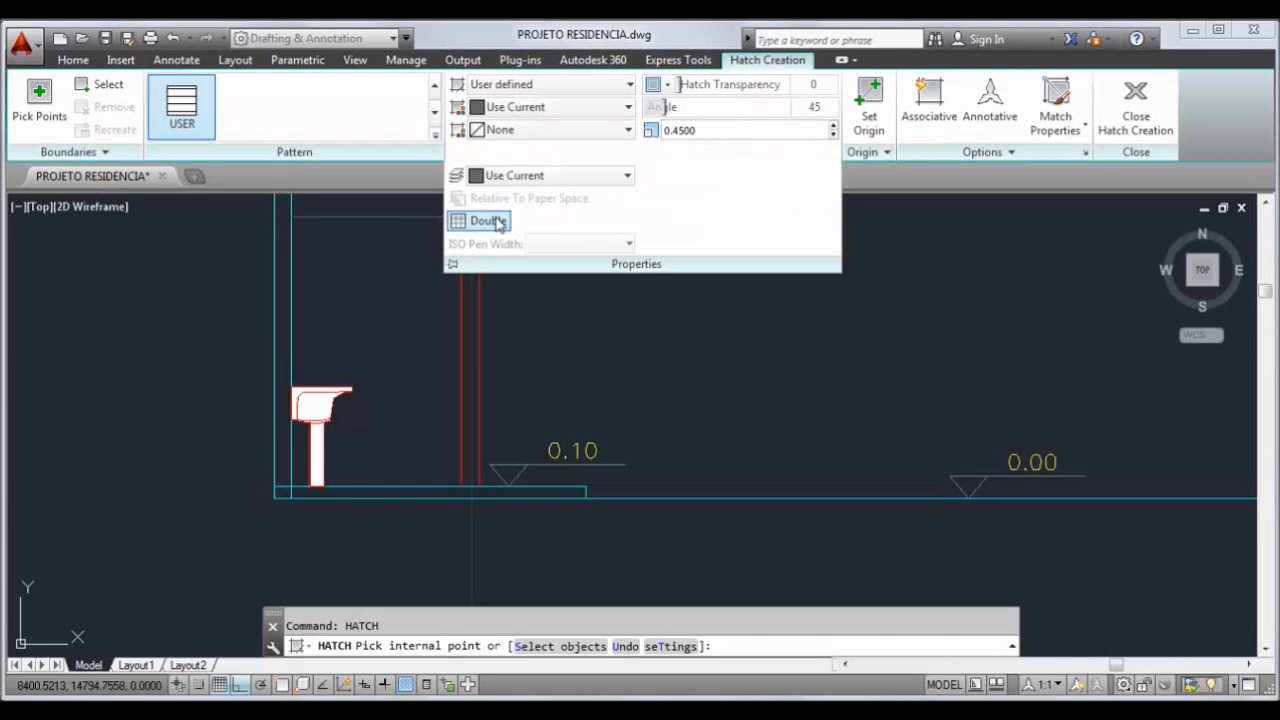 Drafting & Annotation
PROJETO RESIDENCIA.dwg
Type a keyword or phrase
Sign In
Home Insert Annotate Layout Parametric View Manage Output Plug-ins Autodesk 360 Express Tools Hatch Creation
Pick Points
Select
Remove
Recreate
Boundaries
USER
Pattern
User defined
Use Current
None
Use Current
Relative To Paper Space
Double
ISO Pen Width:
Properties
Hatch Transparency 0
Angle 45
0.4500
Set Origin
Origin
Associative
Annotative
Match Properties
Options
Close Hatch Creation
Close
PROJETO RESIDENCIA*
[−][Top][2D Wireframe]
N
W TOP E
S
WCS
0.10
0.00
Y
X
Command: HATCH
HATCH Pick internal point or [Select objects Undo seTtings]:
Model Layout1 Layout2
8400.5213, 14794.7558, 0.0000
MODEL
1:1